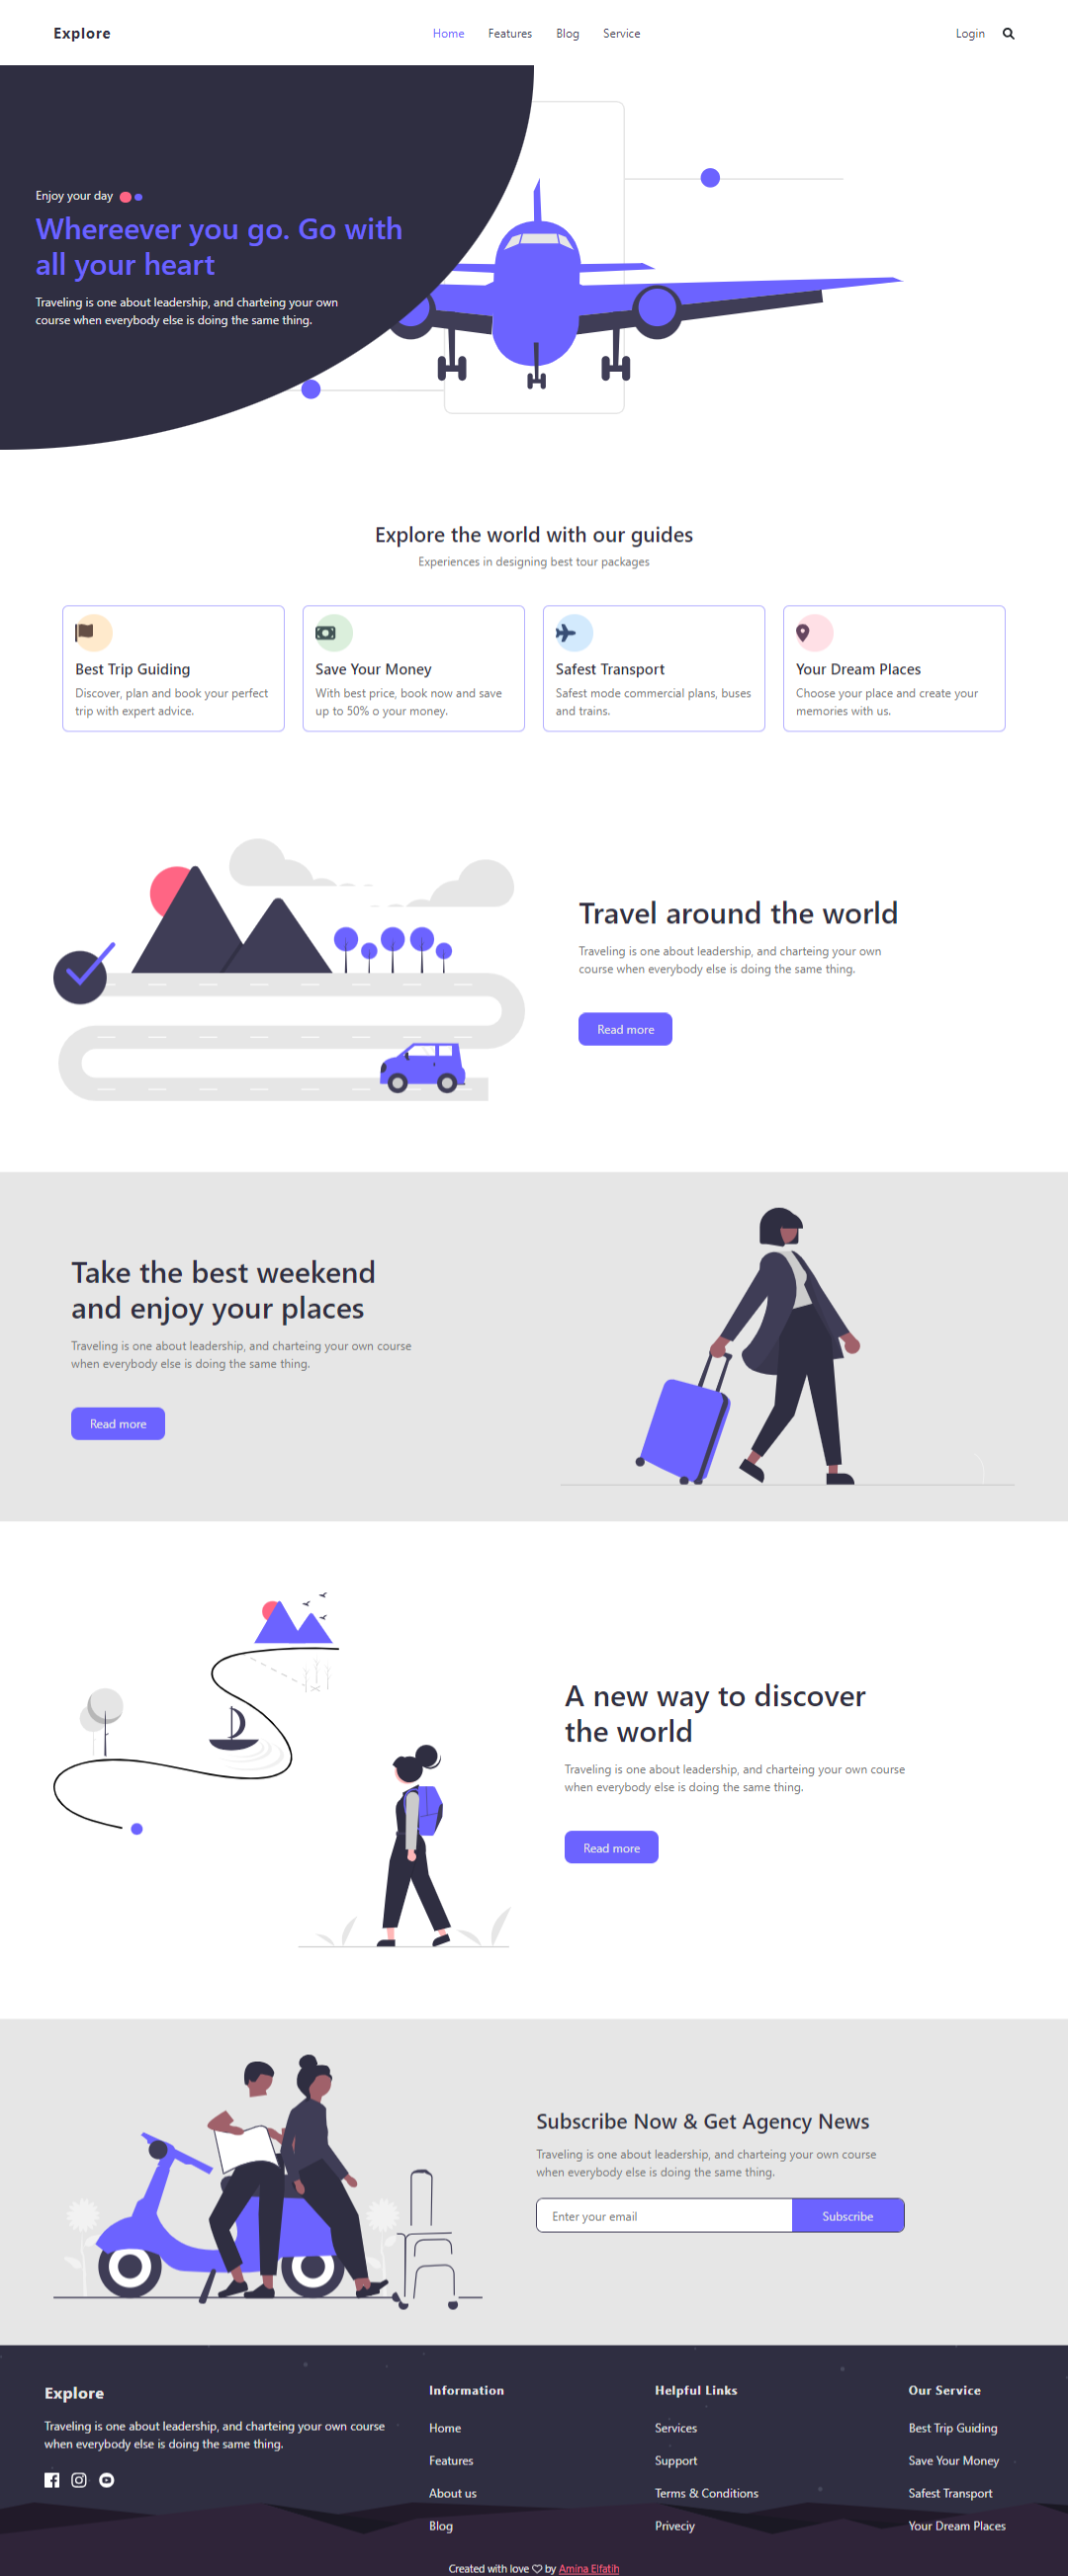 Explore
Home Features Blog Service
Login
Enjoy your day
Whereever you go. Go with
all your heart
Traveling is one about leadership, and charteing your own
course when everybody else is doing the same thing.
Explore the world with our guides
Experiences in designing best tour packages
Best Trip Guiding
Discover, plan and book your perfect
trip with expert advice.
Save Your Money
With best price, book now and save
up to 50% o your money.
Safest Transport
Safest mode commercial plans, buses
and trains.
Your Dream Places
Choose your place and create your
memories with us.
Travel around the world
Traveling is one about leadership, and charteing your own
course when everybody else is doing the same thing.
Read more
Take the best weekend
and enjoy your places
Traveling is one about leadership, and charteing your own course
when everybody else is doing the same thing.
Read more
A new way to discover
the world
Traveling is one about leadership, and charteing your own course
when everybody else is doing the same thing.
Read more
Subscribe Now & Get Agency News
Traveling is one about leadership, and charteing your own course
when everybody else is doing the same thing.
Enter your email
Subscribe
Explore
Traveling is one about leadership, and charteing your own course
when everybody else is doing the same thing.
Information
Home
Features
About us
Blog
Helpful Links
Services
Support
Terms & Conditions
Priveciy
Our Service
Best Trip Guiding
Save Your Money
Safest Transport
Your Dream Places
Created with love ♡ by Amina Elfatih